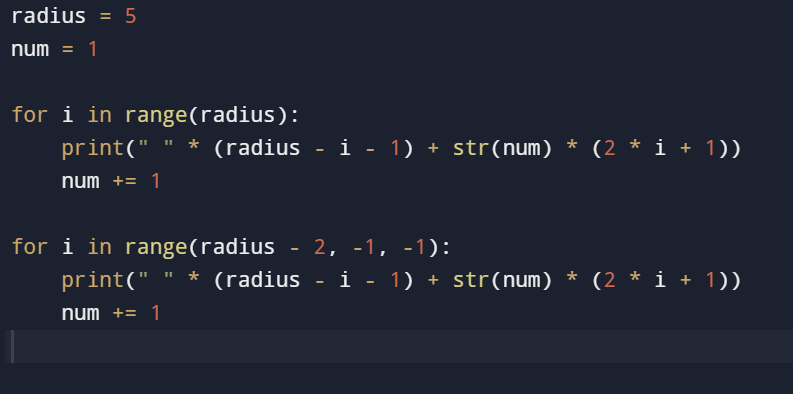 radius = 5
num = 1
for i in range(radius):
    print(" " * (radius - i - 1) + str(num) * (2 * i + 1))
    num += 1
for i in range(radius - 2, -1, -1):
    print(" " * (radius - i - 1) + str(num) * (2 * i + 1))
    num += 1